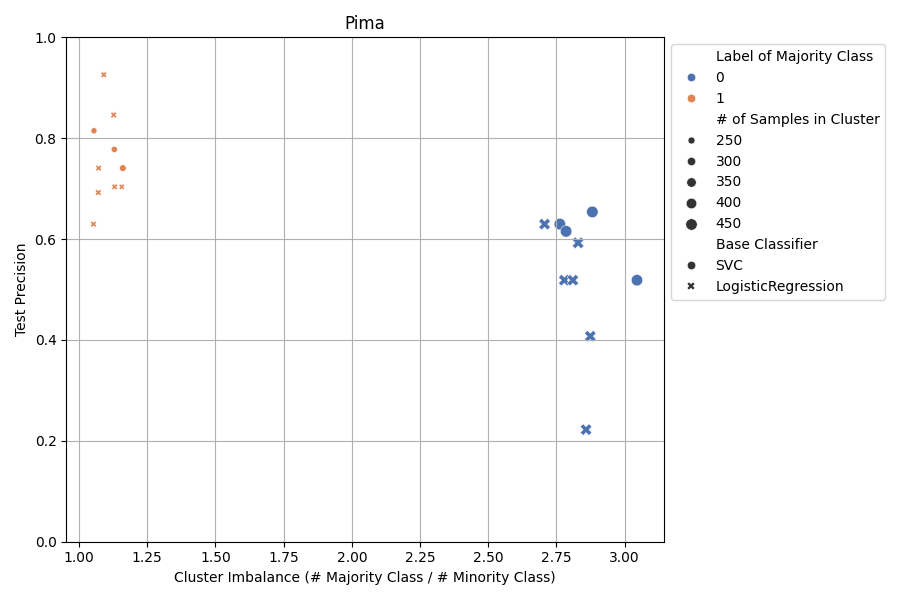 Pima
1.0
0.8
0.6
0.4
0.2
0.0
Test Precision
1.00 1.25 1.50 1.75 2.00 2.25 2.50 2.75 3.00
Cluster Imbalance (# Majority Class / # Minority Class)
Label of Majority Class
0
1
# of Samples in Cluster
250
300
350
400
450
Base Classifier
SVC
LogisticRegression